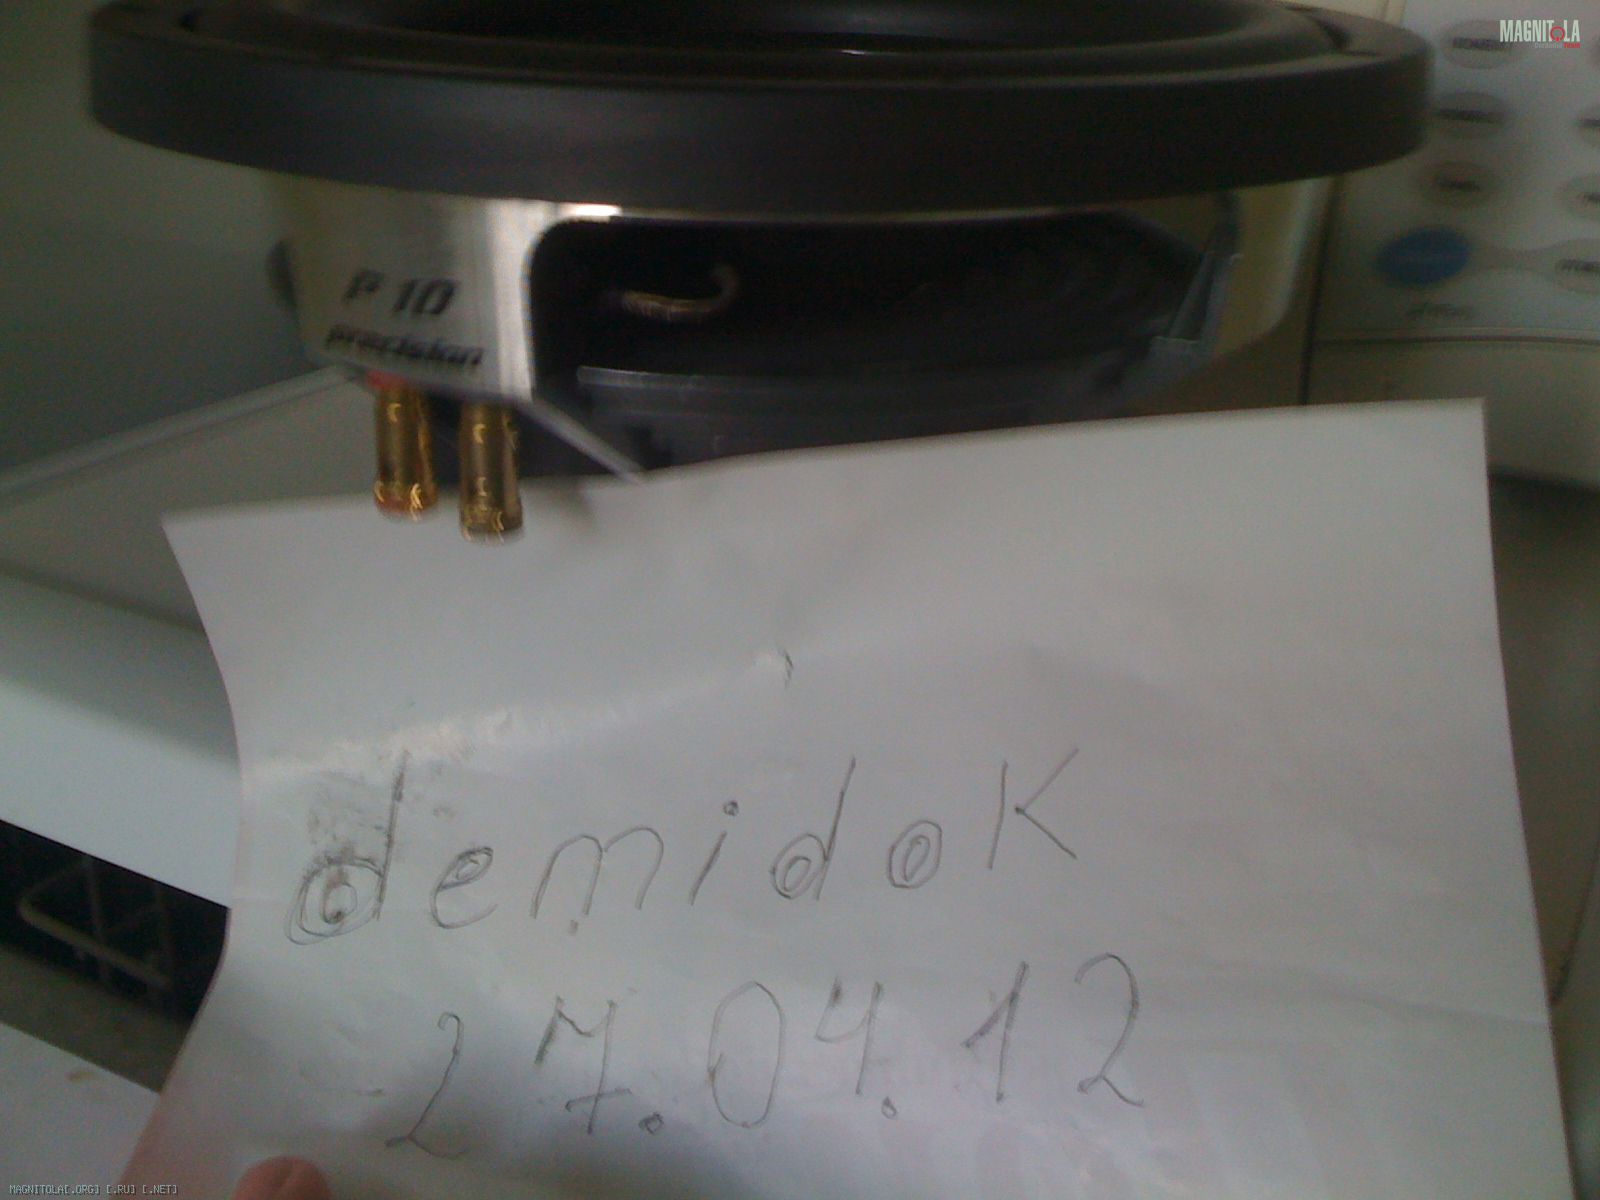 MAGNITOLA
P 10
precision
demidok
27.04.12
MAGNITOLA[.ORG] [.RU] [.NET]